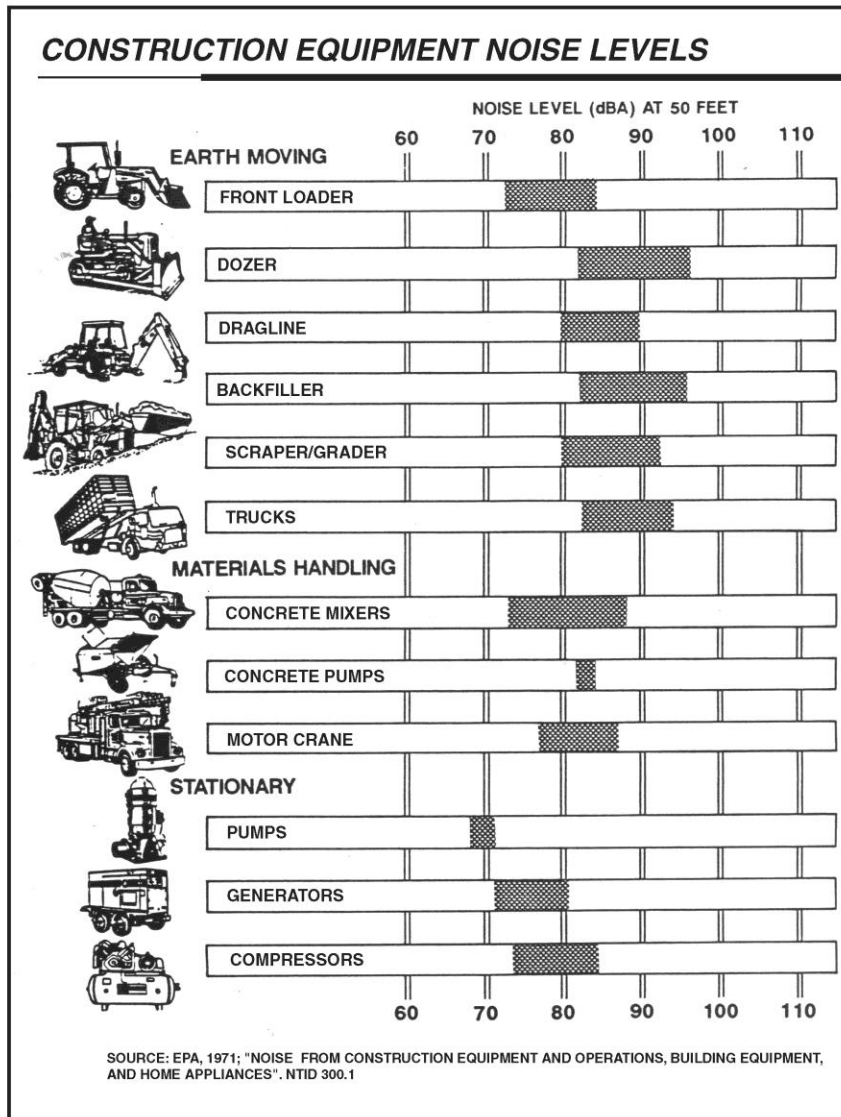 CONSTRUCTION EQUIPMENT NOISE LEVELS
NOISE LEVEL (dBA) AT 50 FEET
60 70 80 90 100 110
EARTH MOVING
FRONT LOADER
DOZER
DRAGLINE
BACKFILLER
SCRAPER/GRADER
TRUCKS
MATERIALS HANDLING
CONCRETE MIXERS
CONCRETE PUMPS
MOTOR CRANE
STATIONARY
PUMPS
GENERATORS
COMPRESSORS
60 70 80 90 100 110
SOURCE: EPA, 1971; "NOISE FROM CONSTRUCTION EQUIPMENT AND OPERATIONS, BUILDING EQUIPMENT,
AND HOME APPLIANCES". NTID 300.1